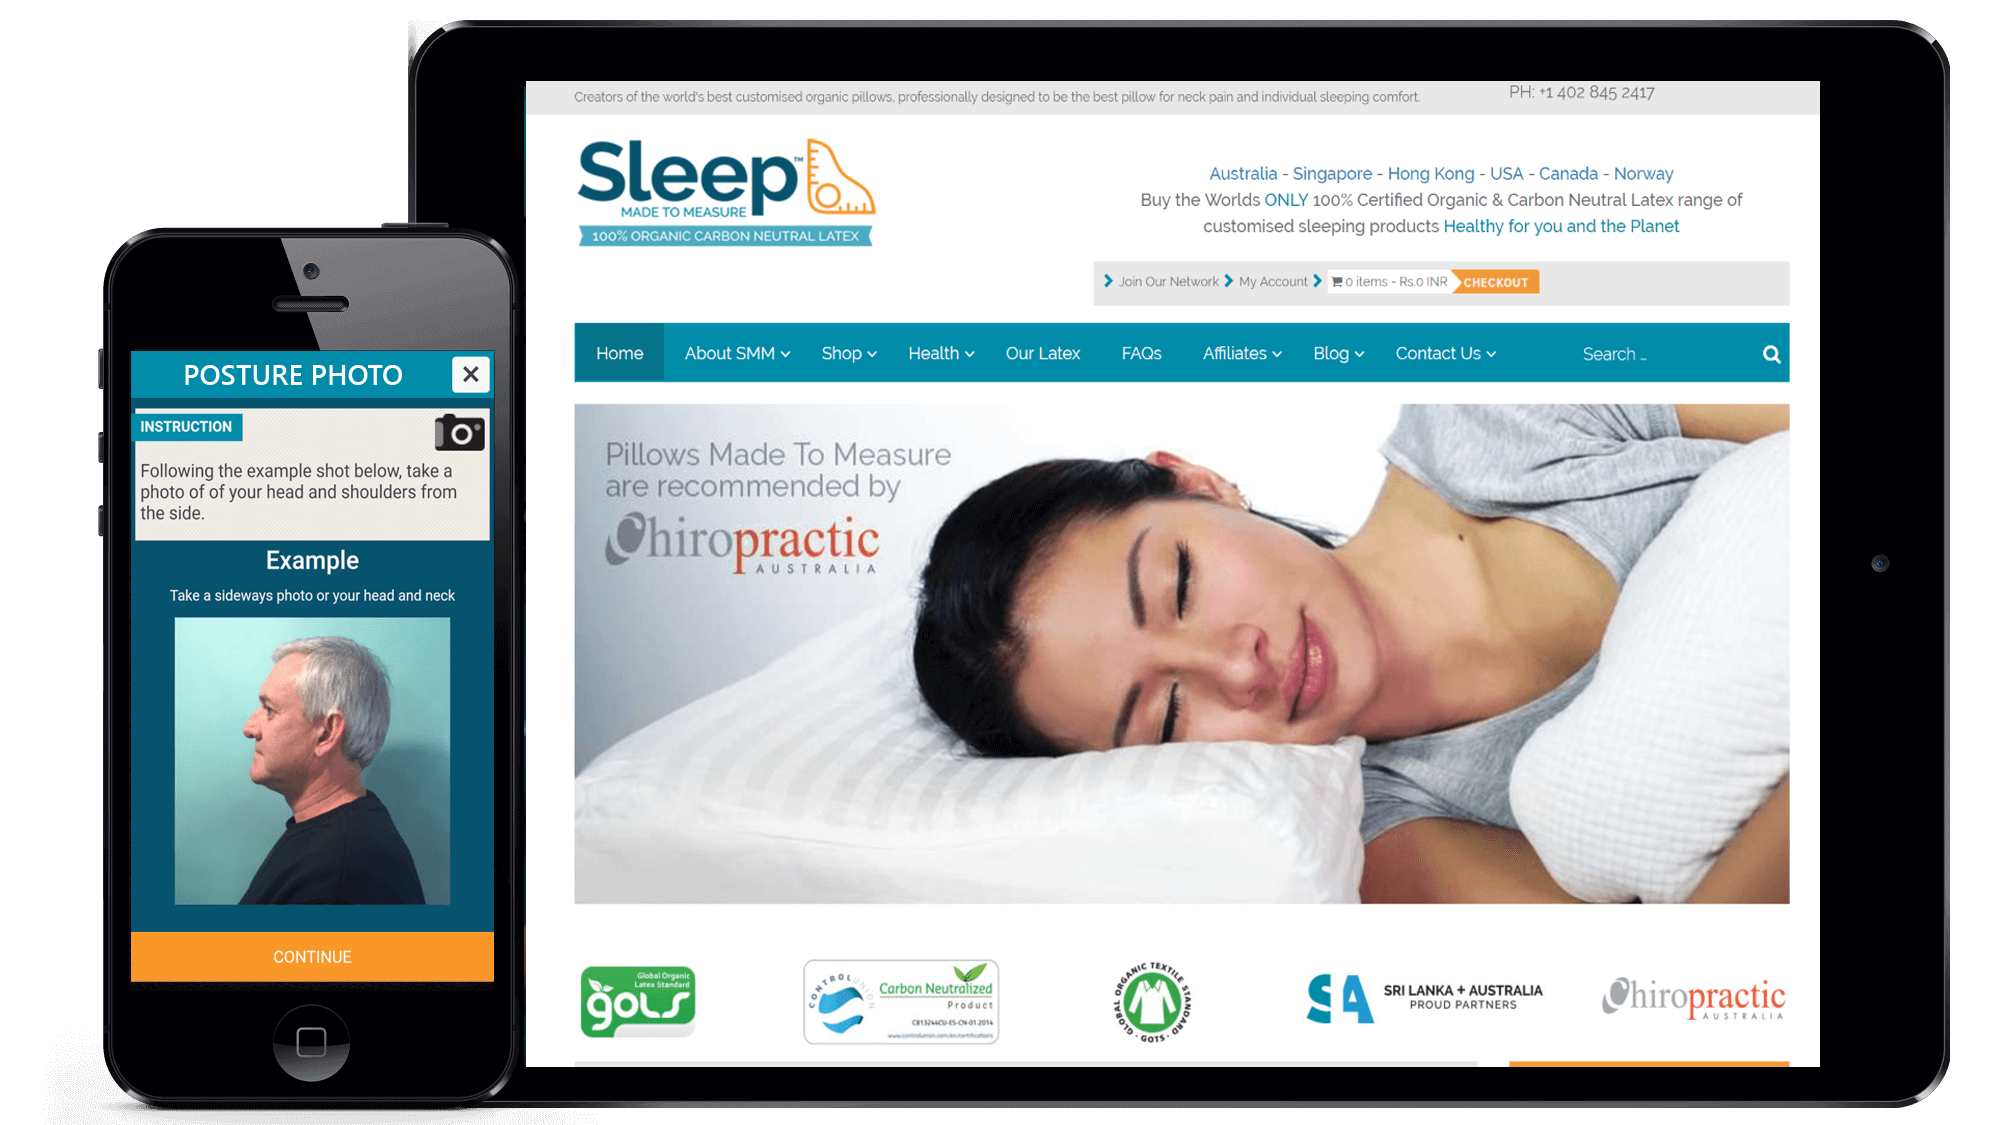 POSTURE PHOTO
INSTRUCTION
Following the example shot below, take a
photo of of your head and shoulders from
the side.
Example
Take a sideways photo or your head and neck
CONTINUE
Creators of the world's best customised organic pillows, professionally designed to be the best pillow for neck pain and individual sleeping comfort.
PH: +1 402 845 2417
Sleep™
MADE TO MEASURE
100% ORGANIC CARBON NEUTRAL LATEX
Australia - Singapore - Hong Kong - USA - Canada - Norway
Buy the Worlds ONLY 100% Certified Organic & Carbon Neutral Latex range of
customised sleeping products Healthy for you and the Planet
Join Our Network My Account 0 items - Rs.0 INR CHECKOUT
Home About SMM Shop Health Our Latex FAQs Affiliates Blog Contact Us Search ...
Pillows Made To Measure
are recommended by
Chiropractic
AUSTRALIA
Global Organic
Latex Standard
gols
CONTROL UNION
Carbon Neutralized
Product
CB13244CU-ES-CN-01.2014
www.controlunion.com/en/certifications
GLOBAL ORGANIC TEXTILE STANDARD · GOTS ·
SA
SRI LANKA + AUSTRALIA
PROUD PARTNERS
Chiropractic
AUSTRALIA